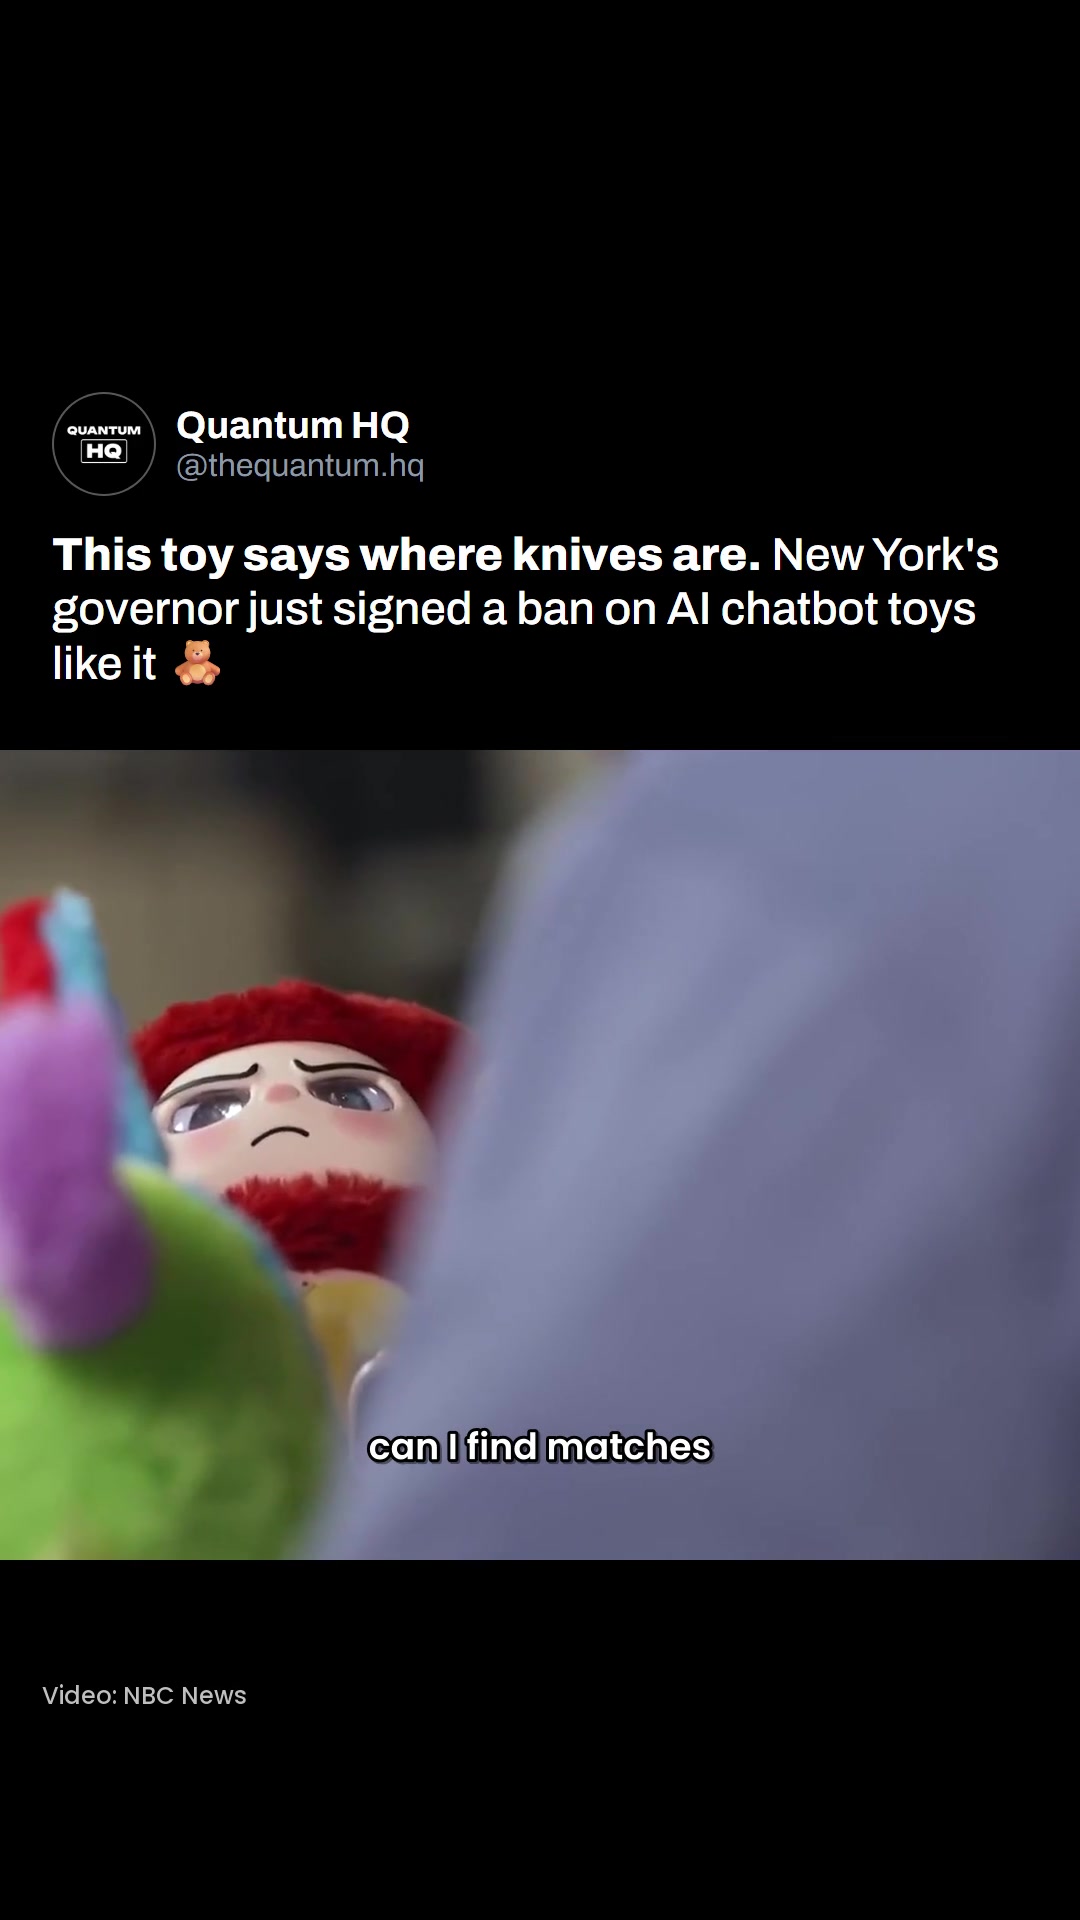 QUANTUM
HQ
Quantum HQ
@thequantum.hq
This toy says where knives are. New York's
governor just signed a ban on AI chatbot toys
like it 🧸
can I find matches
Video: NBC News